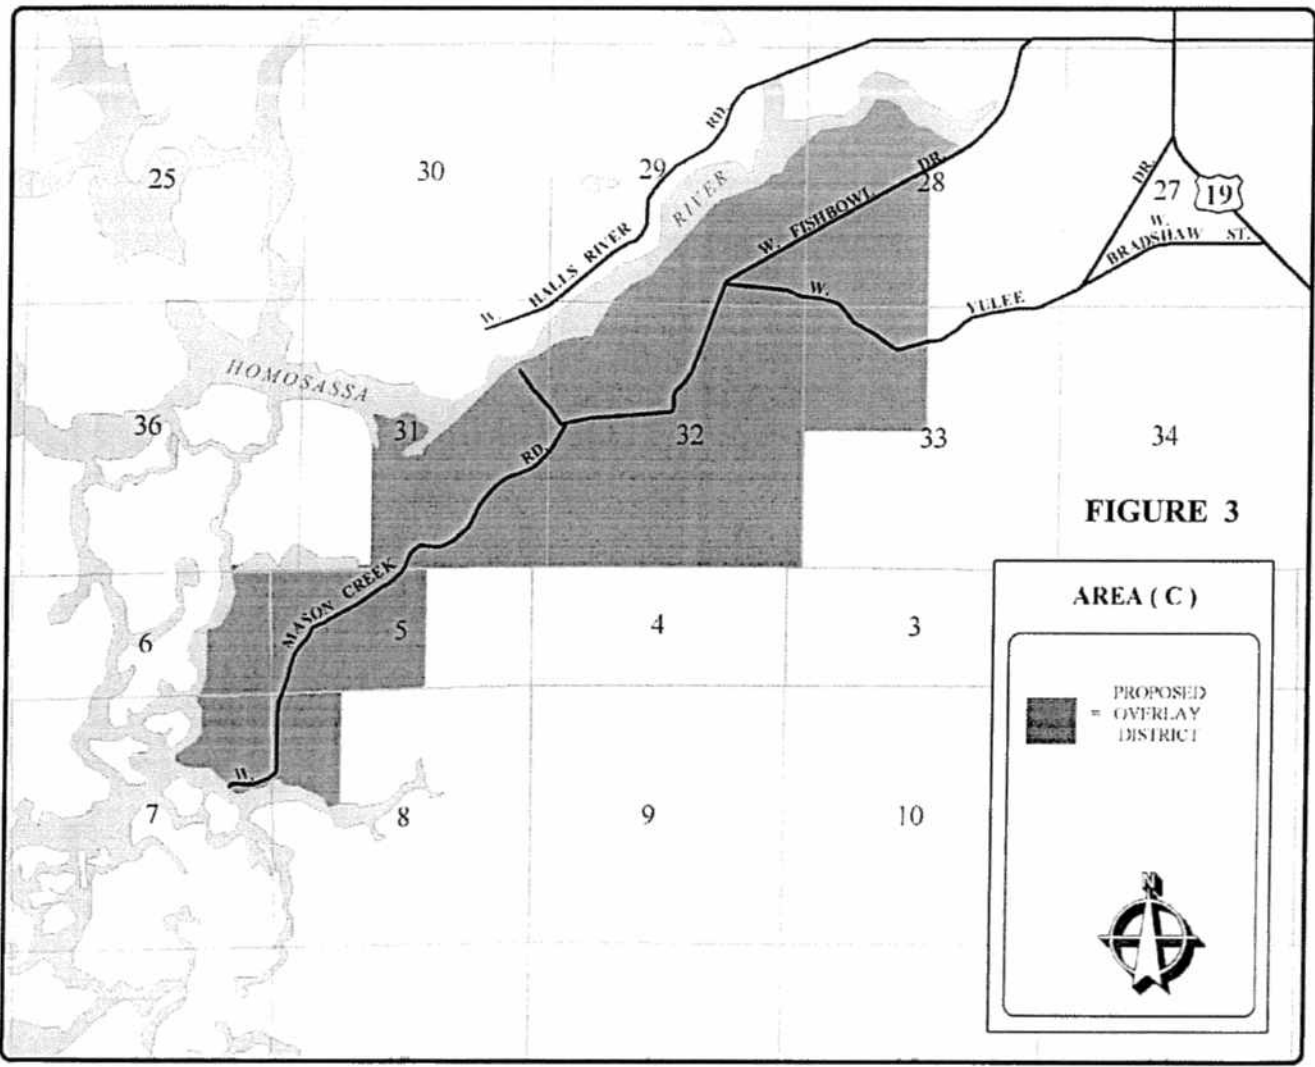 25
30
29
28
27
19
W. HALLS RIVER RD.
RIVER
W. FISHBOWL DR.
DR.
W.
BRADSHAW ST.
W. YULEE
HOMOSASSA
36
31
32
33
34
FIGURE 3
W. MASON CREEK RD.
6
5
4
3
AREA ( C )
= PROPOSED
OVERLAY
DISTRICT
7
8
9
10
N